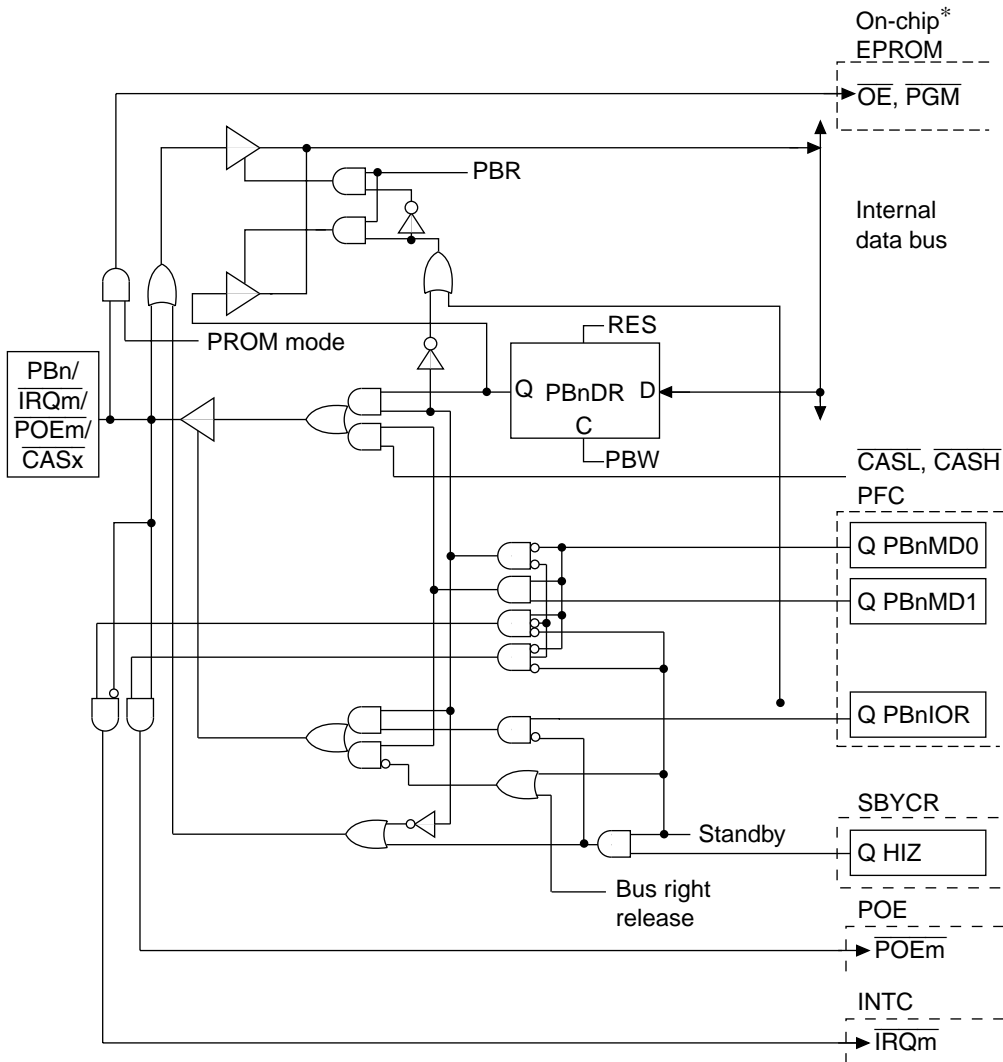 On-chip*
EPROM
OE, PGM
PBR
Internal
data bus
PROM mode
RES
PBn/
IRQm/
POEm/
CASx
Q PBnDR D
C
PBW
CASL, CASH
PFC
Q PBnMD0
Q PBnMD1
Q PBnIOR
SBYCR
Standby
Q HIZ
Bus right
release
POE
POEm
INTC
IRQm